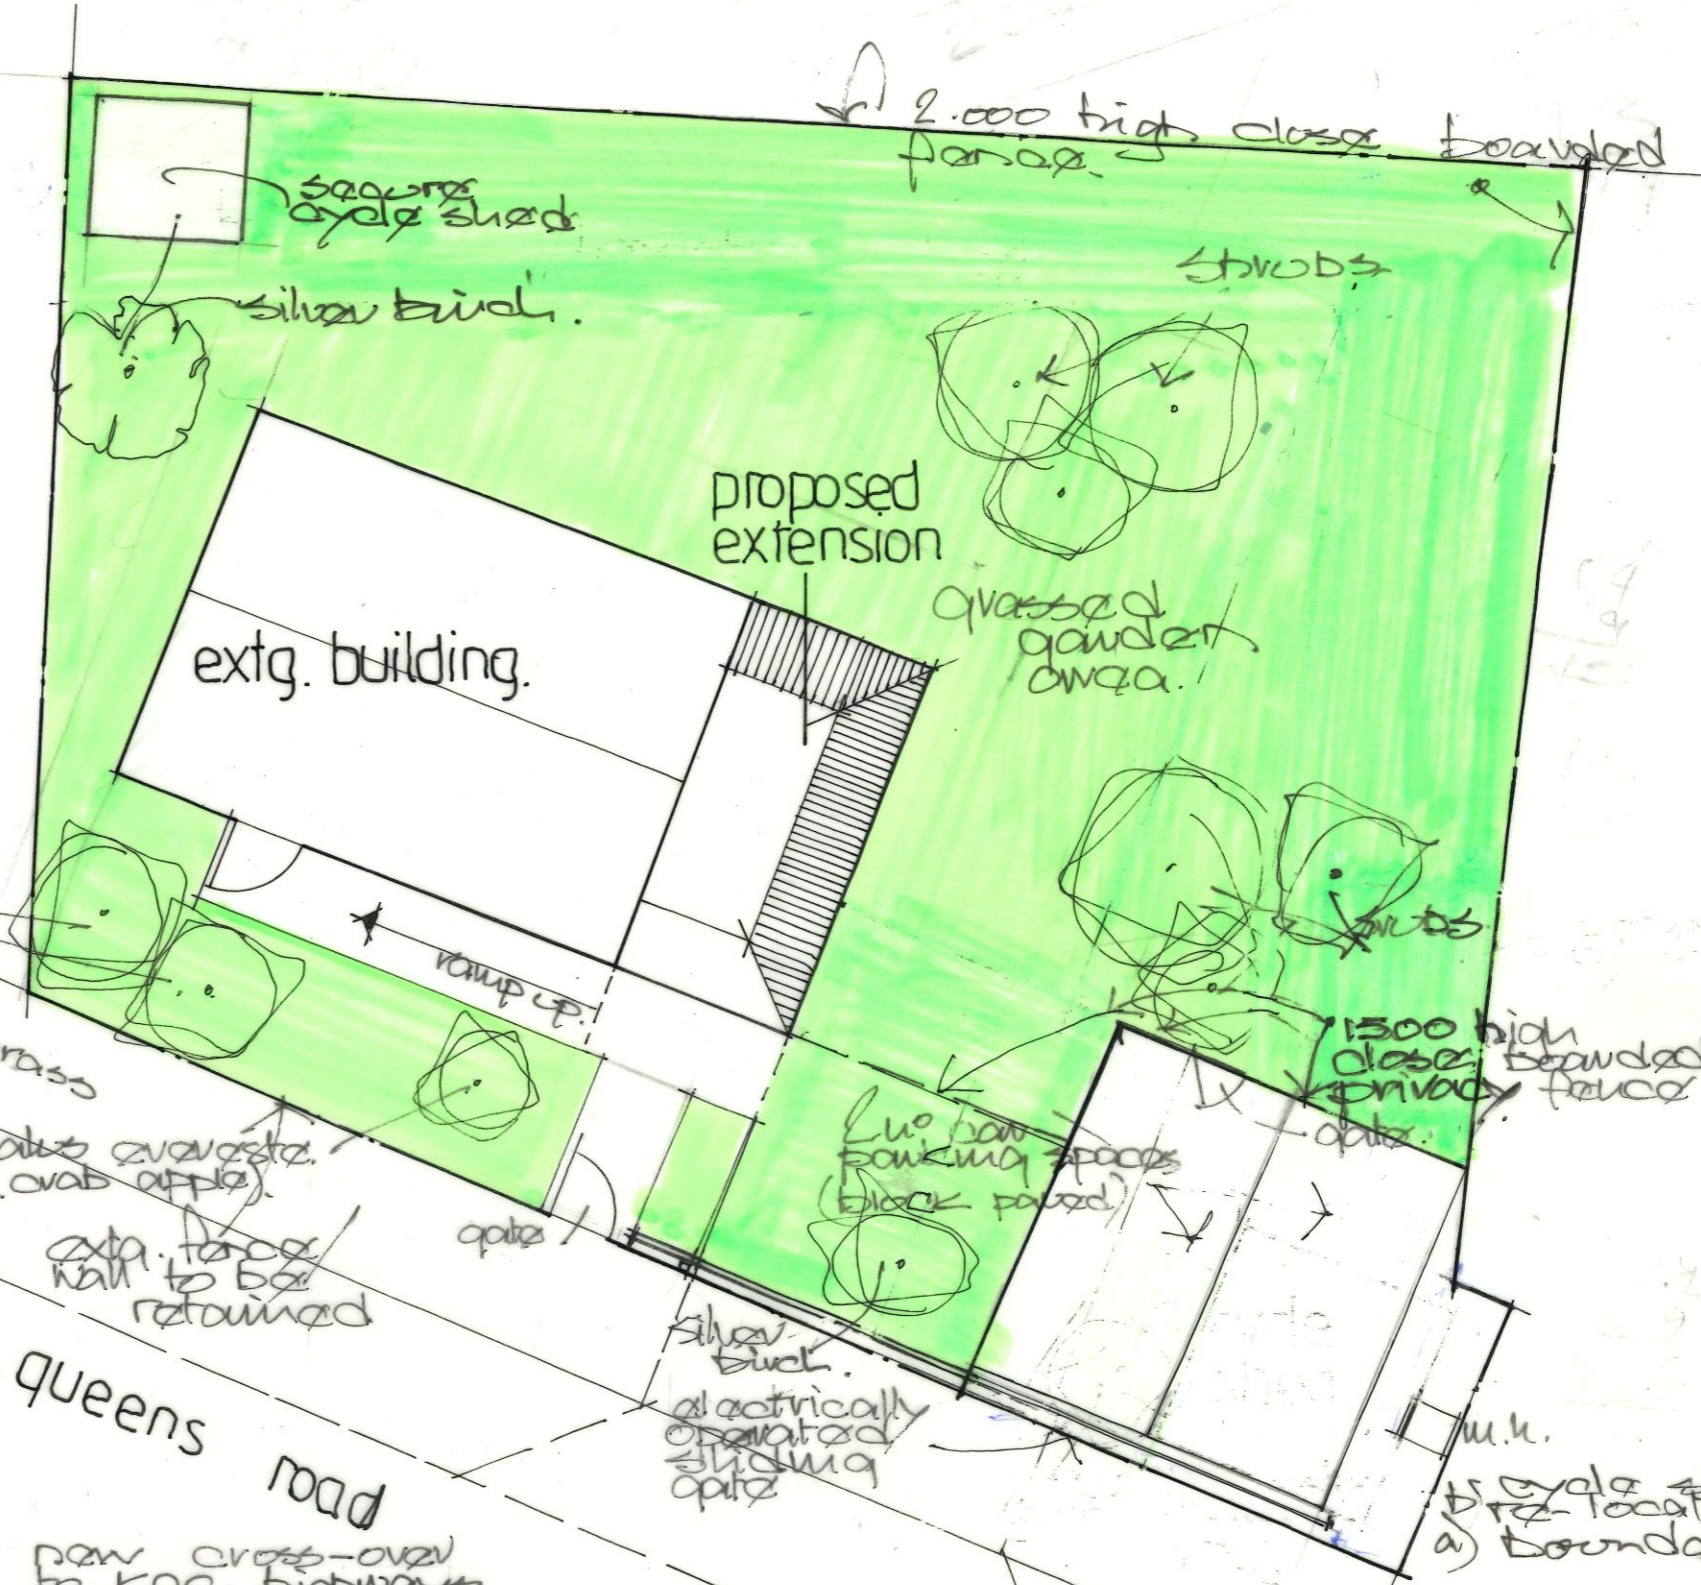 2.000 high close boarded
fence.
secure
cycle shed
silver birch.
shrubs
proposed
extension
grassed
garden
area.
extg. building.
ramp up.
shrubs
1500 high
close boarded
privacy fence
gate.
2 no car
parking spaces
(block paved)
evereste.
crab apple).
extg. fence
wall to be
retained
gate
silver
birch.
electrically
operated
sliding
gate
m.h.
queens road
new cross-over
b) cycle
a)